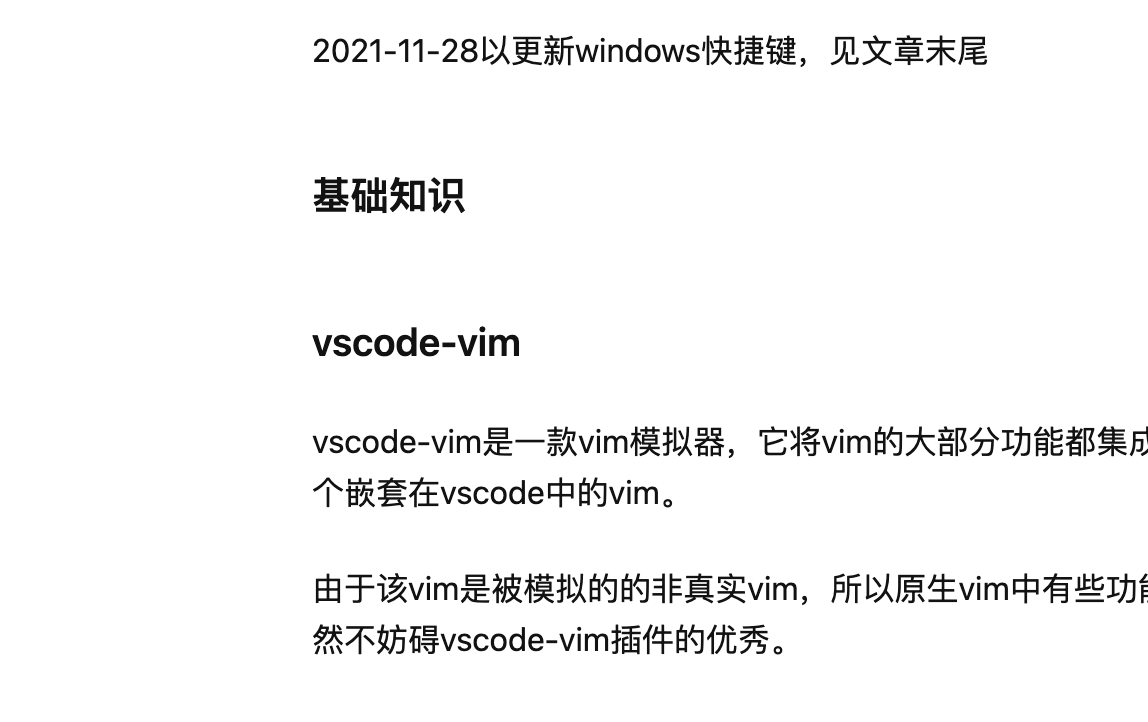 2021-11-28以更新windows快捷键，见文章末尾
基础知识
vscode-vim
vscode-vim是一款vim模拟器，它将vim的大部分功能都集成
个嵌套在vscode中的vim。
由于该vim是被模拟的的非真实vim，所以原生vim中有些功能
然不妨碍vscode-vim插件的优秀。